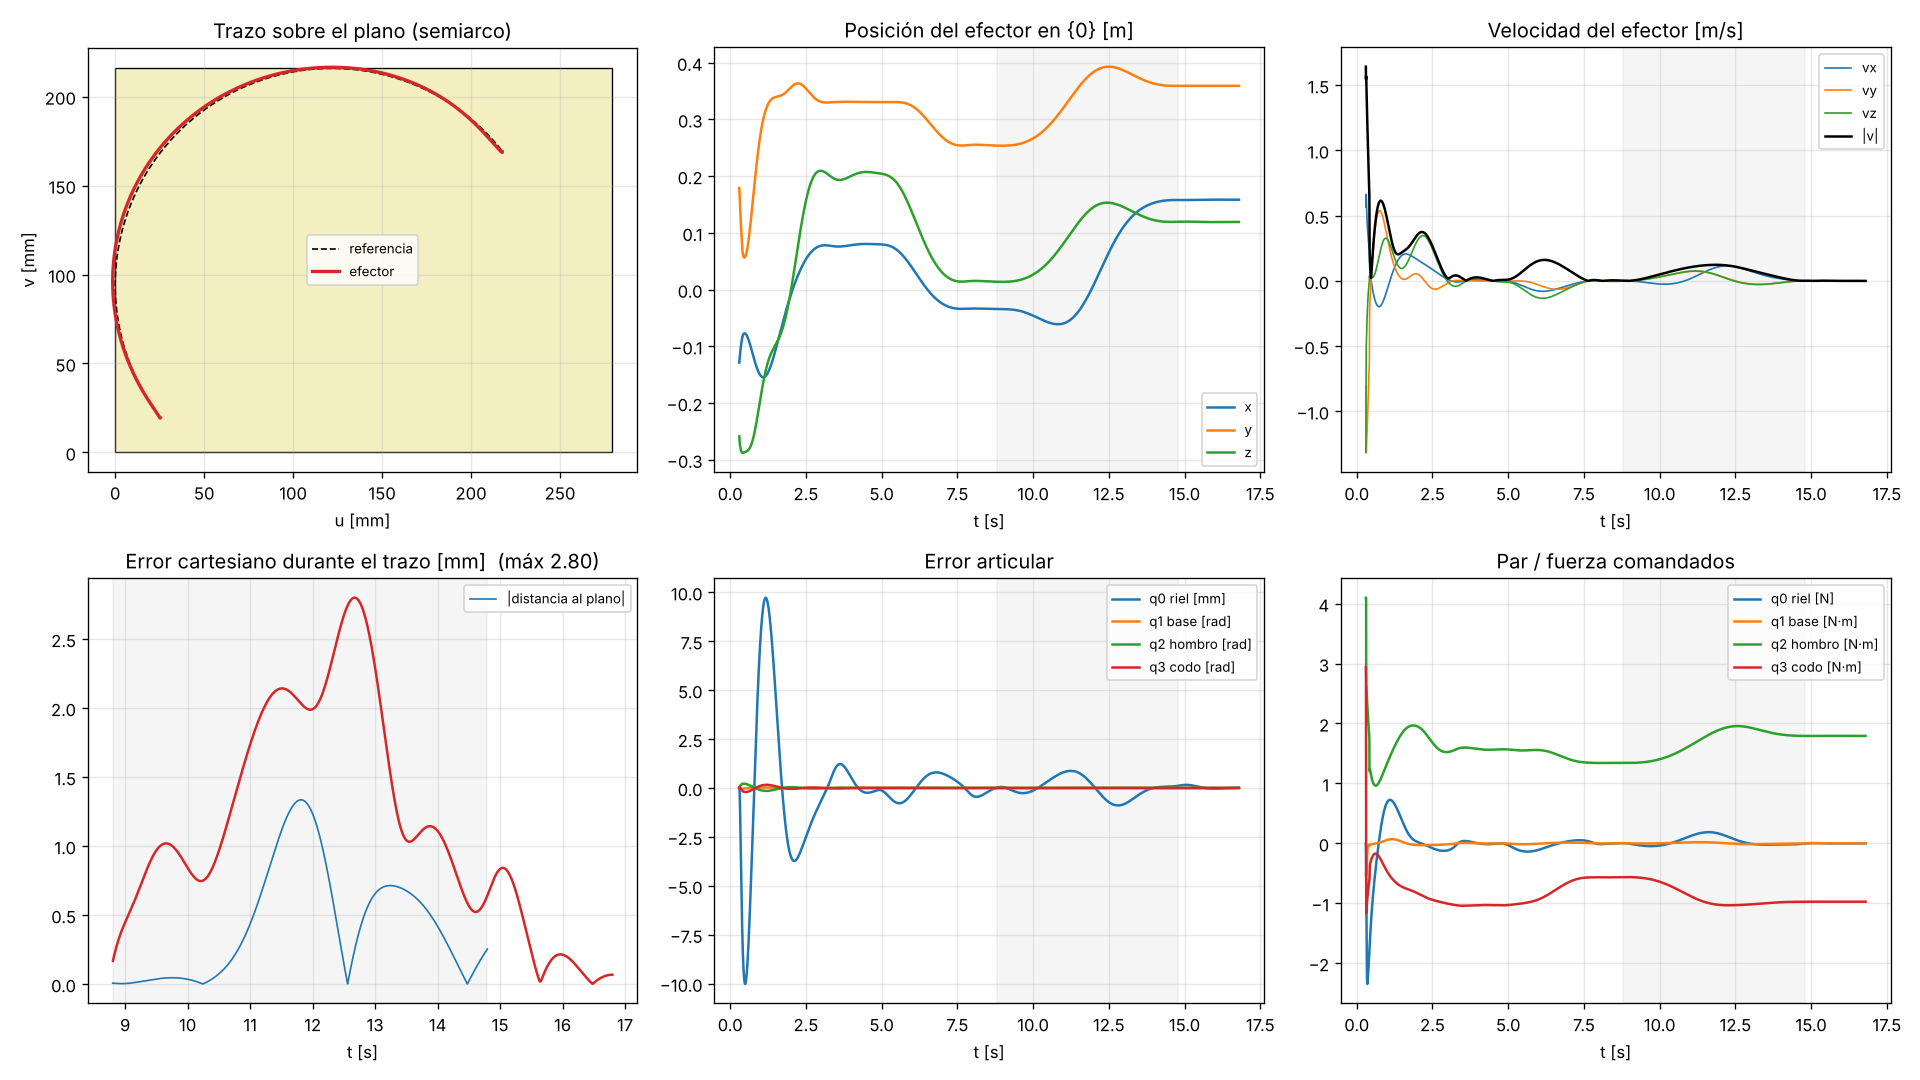 Trazo sobre el plano (semiarco)
v [mm]
200
150
100
50
0
referencia
efector
0
50
100
150
200
250
u [mm]
Posición del efector en {0} [m]
0.4
0.3
0.2
0.1
0.0
−0.1
−0.2
−0.3
x
y
z
0.0
2.5
5.0
7.5
10.0
12.5
15.0
17.5
t [s]
Velocidad del efector [m/s]
1.5
1.0
0.5
0.0
−0.5
−1.0
vx
vy
vz
|v|
0.0
2.5
5.0
7.5
10.0
12.5
15.0
17.5
t [s]
Error cartesiano durante el trazo [mm]  (máx 2.80)
2.5
2.0
1.5
1.0
0.5
0.0
|distancia al plano|
9
10
11
12
13
14
15
16
17
t [s]
Error articular
10.0
7.5
5.0
2.5
0.0
−2.5
−5.0
−7.5
−10.0
q0 riel [mm]
q1 base [rad]
q2 hombro [rad]
q3 codo [rad]
0.0
2.5
5.0
7.5
10.0
12.5
15.0
17.5
t [s]
Par / fuerza comandados
4
3
2
1
0
−1
−2
q0 riel [N]
q1 base [N·m]
q2 hombro [N·m]
q3 codo [N·m]
0.0
2.5
5.0
7.5
10.0
12.5
15.0
17.5
t [s]